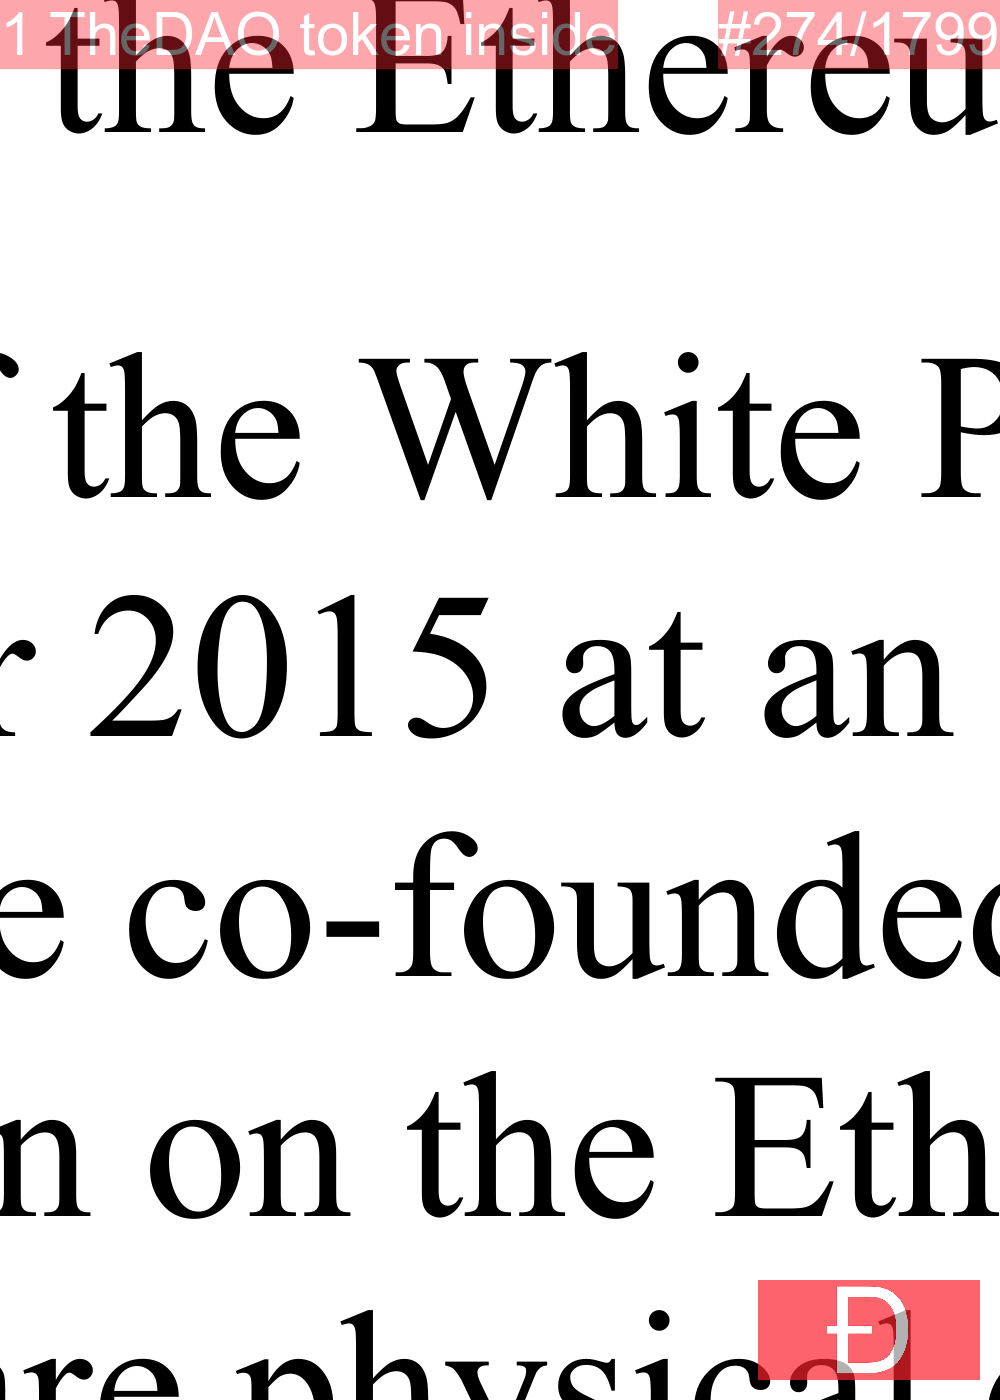 1 TheDAO token inside #274/1799
the Ethereu
f the White P
r 2015 at an
e co-founded
n on the Eth
are physical
Ð